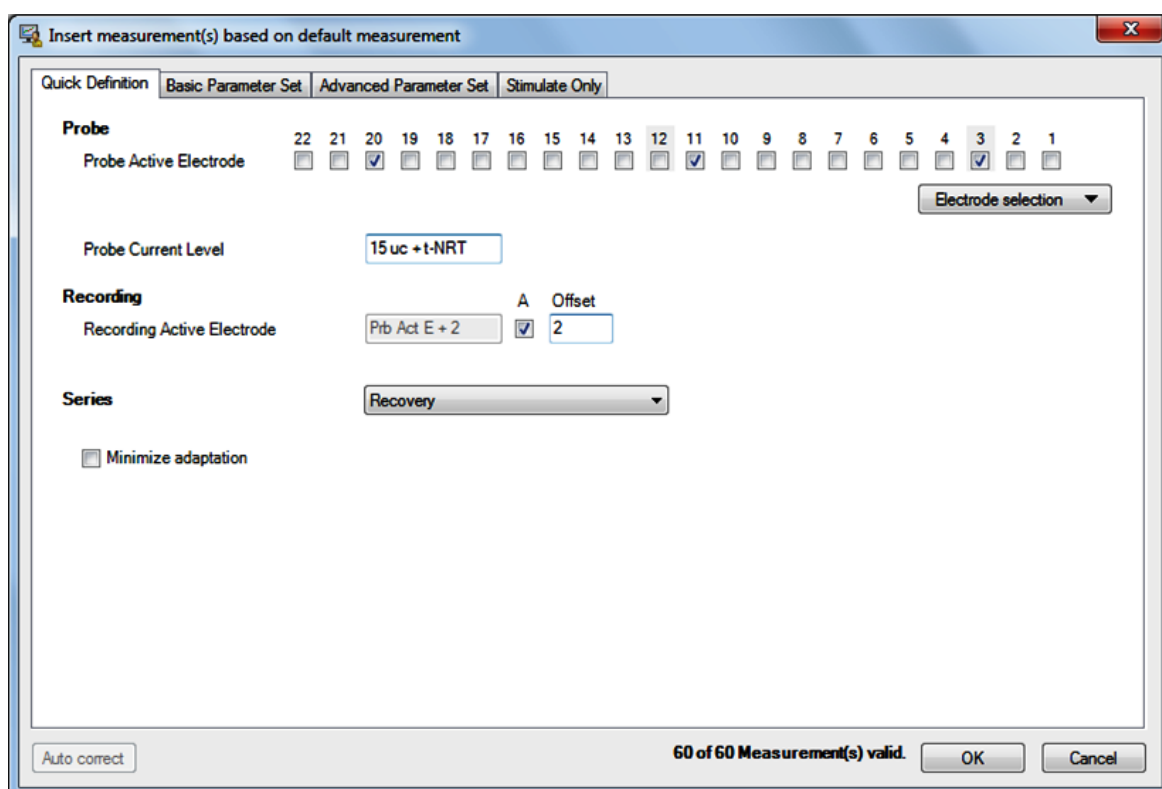 Insert measurement(s) based on default measurement
X
Quick Definition Basic Parameter Set Advanced Parameter Set Stimulate Only
Probe
22 21 20 19 18 17 16 15 14 13 12 11 10 9 8 7 6 5 4 3 2 1
Probe Active Electrode
Electrode selection
Probe Current Level 15 uc +t-NRT
Recording
A Offset
Recording Active Electrode Prb Act E + 2 2
Series Recovery
Minimize adaptation
Auto correct 60 of 60 Measurement(s) valid. OK Cancel